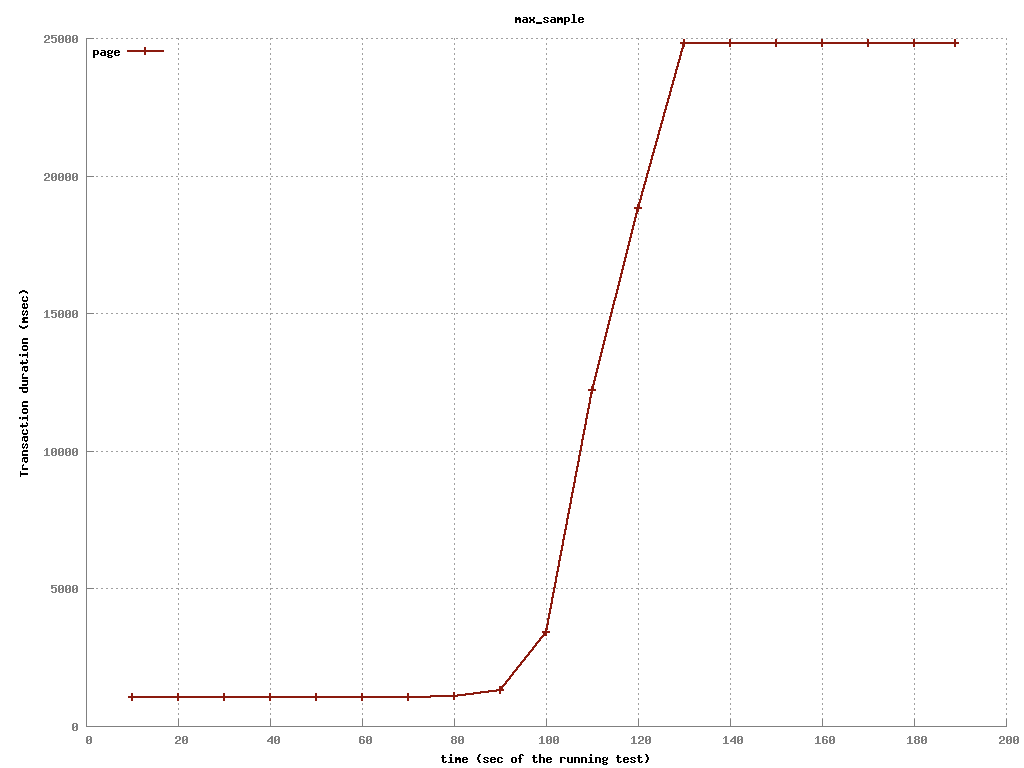 max_sample
25000
page
20000
15000
Transaction duration (msec)
10000
5000
0
0 20 40 60 80 100 120 140 160 180 200
time (sec of the running test)